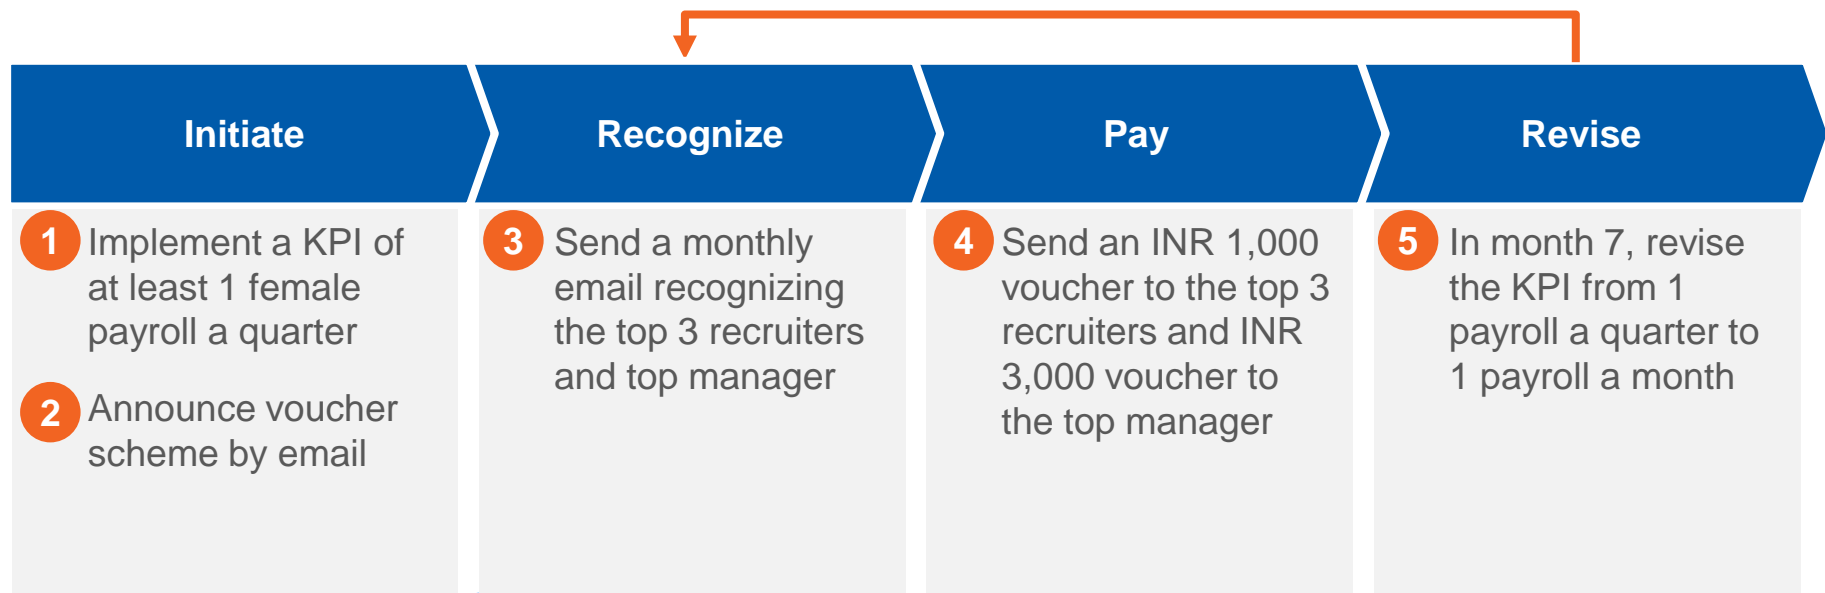 Initiate
Recognize
Pay
Revise
1
Implement a KPI of
at least 1 female
payroll a quarter
2
Announce voucher
scheme by email
3
Send a monthly
email recognizing
the top 3 recruiters
and top manager
4
Send an INR 1,000
voucher to the top 3
recruiters and INR
3,000 voucher to
the top manager
5
In month 7, revise
the KPI from 1
payroll a quarter to
1 payroll a month